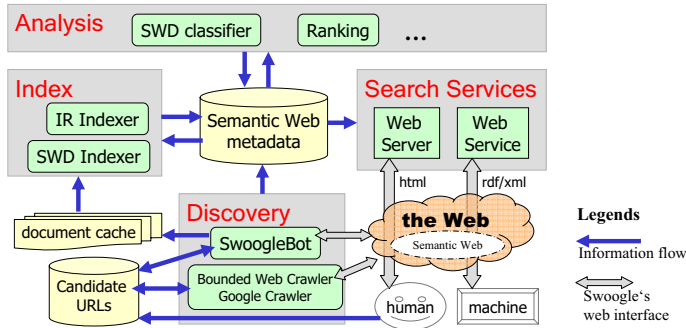 Analysis
SWD classifier
Ranking
...
Index
IR Indexer
SWD Indexer
Semantic Web
metadata
Search Services
Web
Server
Web
Service
html
rdf/xml
Discovery
document cache
SwoogleBot
the Web
Semantic Web
Bounded Web Crawler
Google Crawler
Candidate
URLs
human
machine
Legends
Information flow
Swoogle‘s
web interface